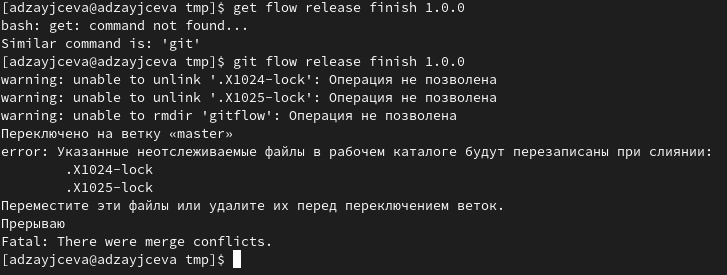 [adzayjceva@adzayjceva tmp]$ get flow release finish 1.0.0
bash: get: command not found...
Similar command is: 'git'
[adzayjceva@adzayjceva tmp]$ git flow release finish 1.0.0
warning: unable to unlink '.X1024-lock': Операция не позволена
warning: unable to unlink '.X1025-lock': Операция не позволена
warning: unable to rmdir 'gitflow': Операция не позволена
Переключено на ветку «master»
error: Указанные неотслеживаемые файлы в рабочем каталоге будут перезаписаны при слиянии:
        .X1024-lock
        .X1025-lock
Переместите эти файлы или удалите их перед переключением веток.
Прерываю
Fatal: There were merge conflicts.
[adzayjceva@adzayjceva tmp]$